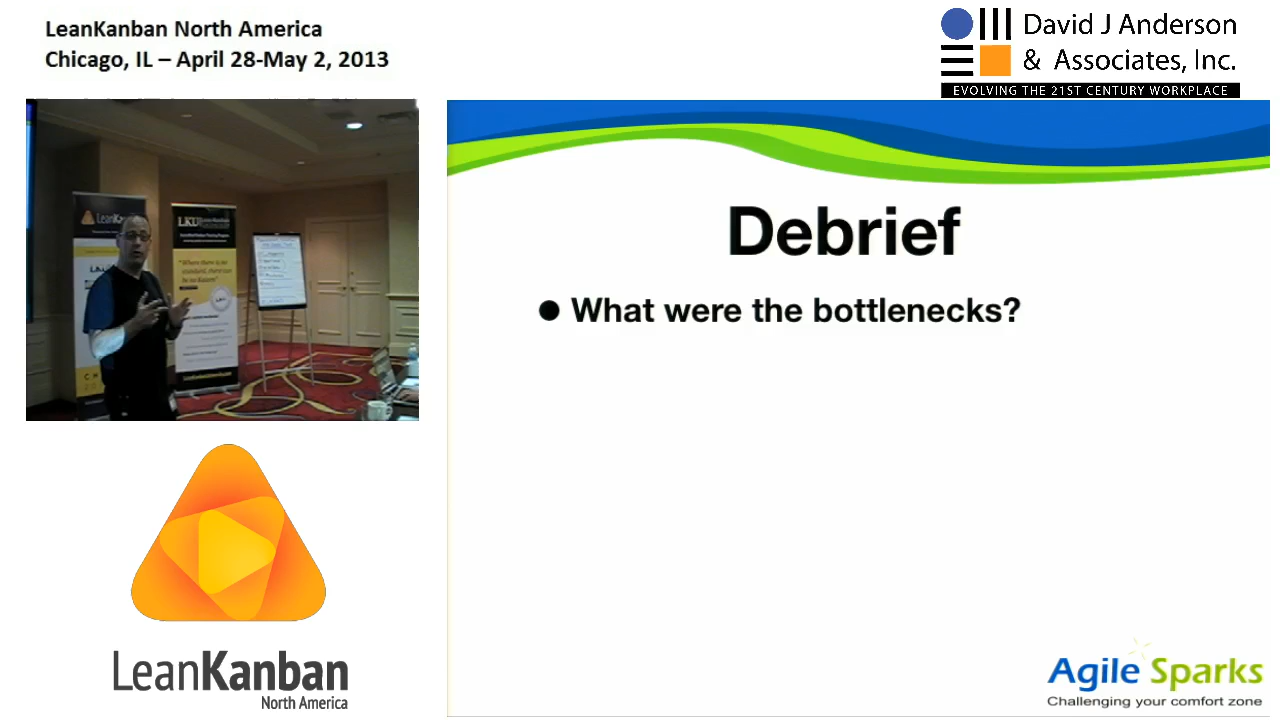 LeanKanban North America
Chicago, IL – April 28-May 2, 2013
David J Anderson
& Associates, Inc.
EVOLVING THE 21ST CENTURY WORKPLACE
LKU
Debrief
● What were the bottlenecks?
LeanKanban
North America
Agile Sparks
Challenging your comfort zone